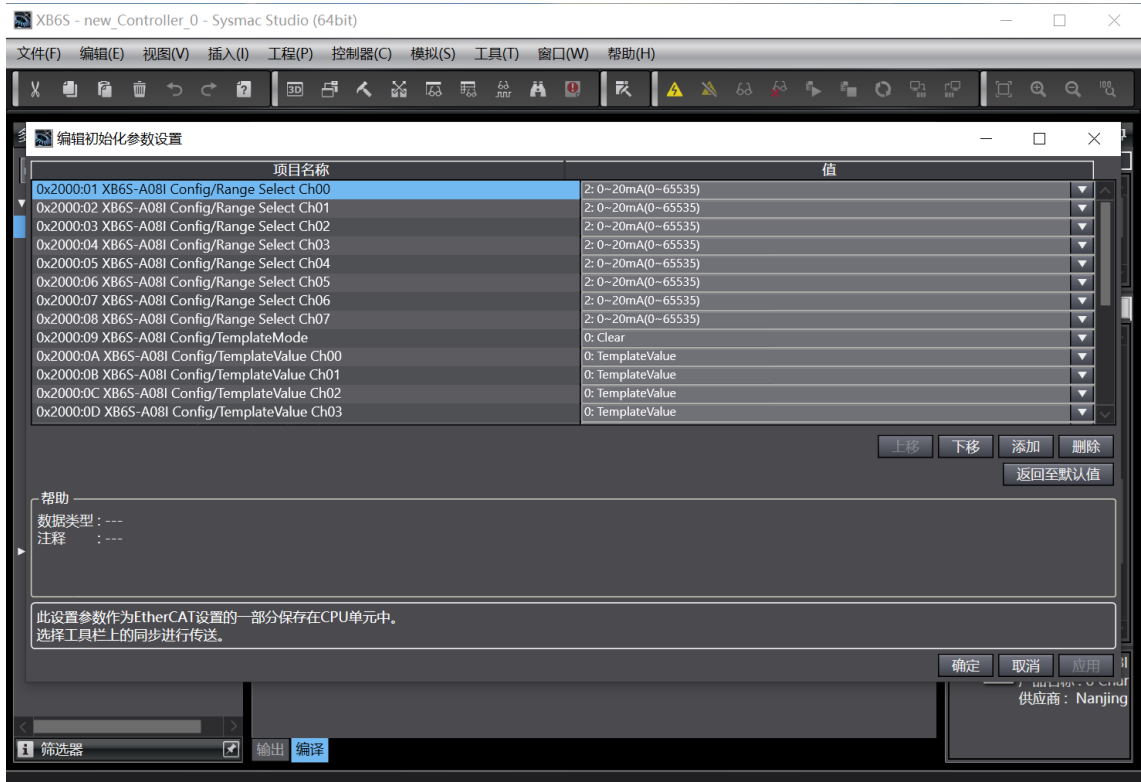 XB6S - new_Controller_0 - Sysmac Studio (64bit)
文件(F) 编辑(E) 视图(V) 插入(I) 工程(P) 控制器(C) 模拟(S) 工具(T) 窗口(W) 帮助(H)
3D
编辑初始化参数设置
项目名称 值
0x2000:01 XB6S-A08I Config/Range Select Ch00 2: 0~20mA(0~65535)
0x2000:02 XB6S-A08I Config/Range Select Ch01 2: 0~20mA(0~65535)
0x2000:03 XB6S-A08I Config/Range Select Ch02 2: 0~20mA(0~65535)
0x2000:04 XB6S-A08I Config/Range Select Ch03 2: 0~20mA(0~65535)
0x2000:05 XB6S-A08I Config/Range Select Ch04 2: 0~20mA(0~65535)
0x2000:06 XB6S-A08I Config/Range Select Ch05 2: 0~20mA(0~65535)
0x2000:07 XB6S-A08I Config/Range Select Ch06 2: 0~20mA(0~65535)
0x2000:08 XB6S-A08I Config/Range Select Ch07 2: 0~20mA(0~65535)
0x2000:09 XB6S-A08I Config/TemplateMode 0: Clear
0x2000:0A XB6S-A08I Config/TemplateValue Ch00 0: TemplateValue
0x2000:0B XB6S-A08I Config/TemplateValue Ch01 0: TemplateValue
0x2000:0C XB6S-A08I Config/TemplateValue Ch02 0: TemplateValue
0x2000:0D XB6S-A08I Config/TemplateValue Ch03 0: TemplateValue
上移 下移 添加 删除
返回至默认值
帮助
数据类型 : ---
注释 : ---
此设置参数作为EtherCAT设置的一部分保存在CPU单元中。
选择工具栏上的同步进行传送。
确定 取消 应用
供应商 : Nanjing
筛选器 输出 编译